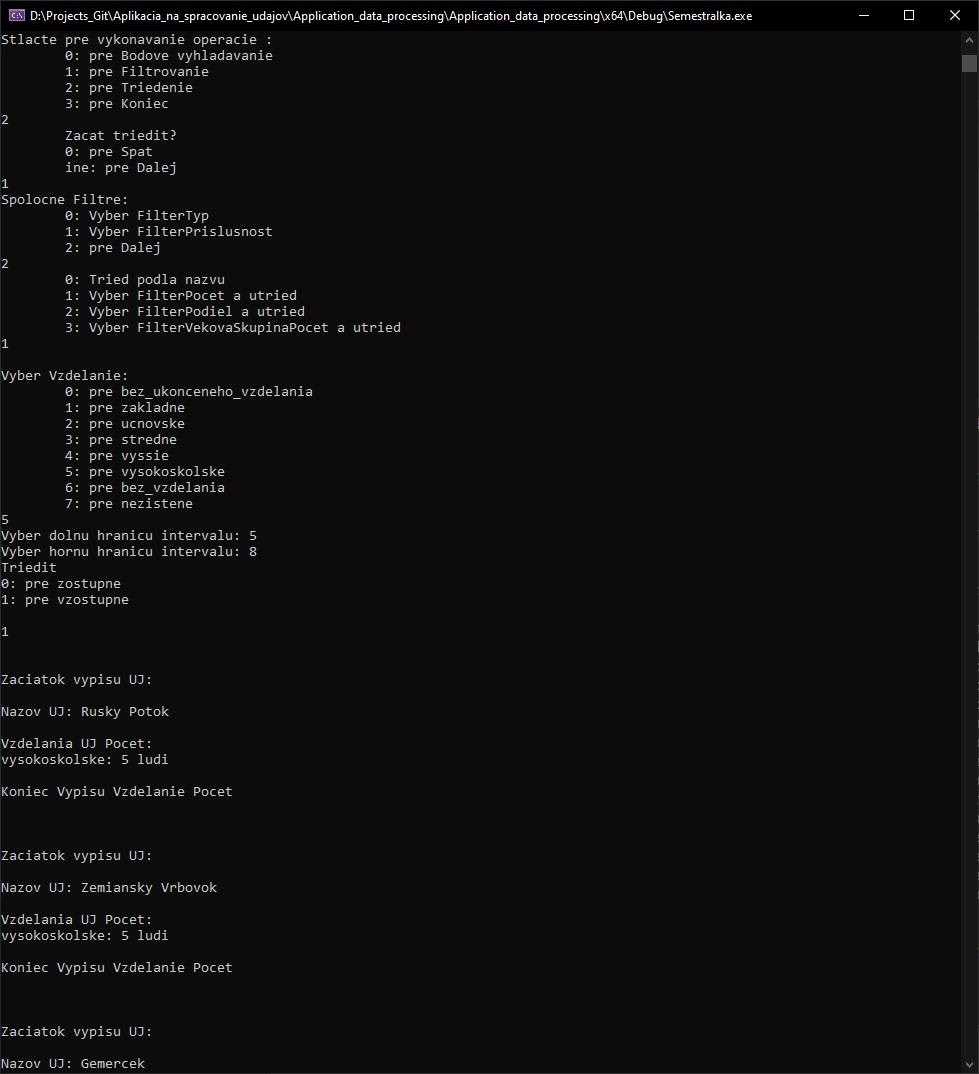 D:\Projects_Git\Aplikacia_na_spracovanie_udajov\Application_data_processing\Application_data_processing\x64\Debug\Semestralka.exe
Stlacte pre vykonavanie operacie :
0: pre Bodove vyhladavanie
1: pre Filtrovanie
2: pre Triedenie
3: pre Koniec
2
Zacat triedit?
0: pre Spat
ine: pre Dalej
1
Spolocne Filtre:
0: Vyber FilterTyp
1: Vyber FilterPrislusnost
2: pre Dalej
2
0: Tried podla nazvu
1: Vyber FilterPocet a utried
2: Vyber FilterPodiel a utried
3: Vyber FilterVekovaSkupinaPocet a utried
1
Vyber Vzdelanie:
0: pre bez_ukonceneho_vzdelania
1: pre zakladne
2: pre ucnovske
3: pre stredne
4: pre vyssie
5: pre vysokoskolske
6: pre bez_vzdelania
7: pre nezistene
5
Vyber dolnu hranicu intervalu: 5
Vyber hornu hranicu intervalu: 8
Triedit
0: pre zostupne
1: pre vzostupne
1
Zaciatok vypisu UJ:
Nazov UJ: Rusky Potok
Vzdelania UJ Pocet:
vysokoskolske: 5 ludi
Koniec Vypisu Vzdelanie Pocet
Zaciatok vypisu UJ:
Nazov UJ: Zemiansky Vrbovok
Vzdelania UJ Pocet:
vysokoskolske: 5 ludi
Koniec Vypisu Vzdelanie Pocet
Zaciatok vypisu UJ:
Nazov UJ: Gemercek